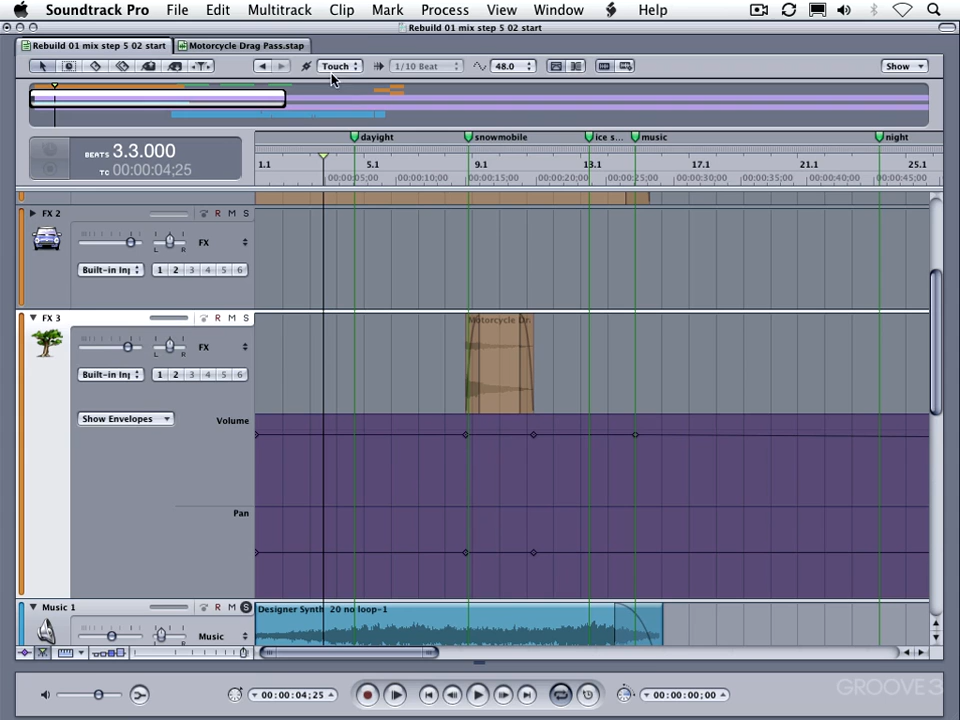 Soundtrack Pro File Edit Multitrack Clip Mark Process View Window Help
Rebuild 01 mix step 5 02 start
Rebuild 01 mix step 5 02 start Motorcycle Drag Pass.stap
Touch 1/10 Beat 48.0 Show
dayight snowmobile ice s... music night
BEATS 3.3.000
TC 00:00:04;25
1.1 5.1 9.1 13.1 17.1 21.1 25.1
00:00:05;00 00:00:10;00 00:00:15;00 00:00:20;00 00:00:25;00 00:00:30;00 00:00:35;00 00:00:40;00 00:00:45;00
FX 2 R M S
L R FX
Built-in Inp 1 2 3 4 5 6
FX 3 R M S
Motorcycle Dr
L R FX
Built-in Inp 1 2 3 4 5 6
Show Envelopes Volume
Pan
Music 1 R M S
Designer Synth 20 no loop-1
L R Music
00:00:04;25 00:00:00;00
GROOVE3